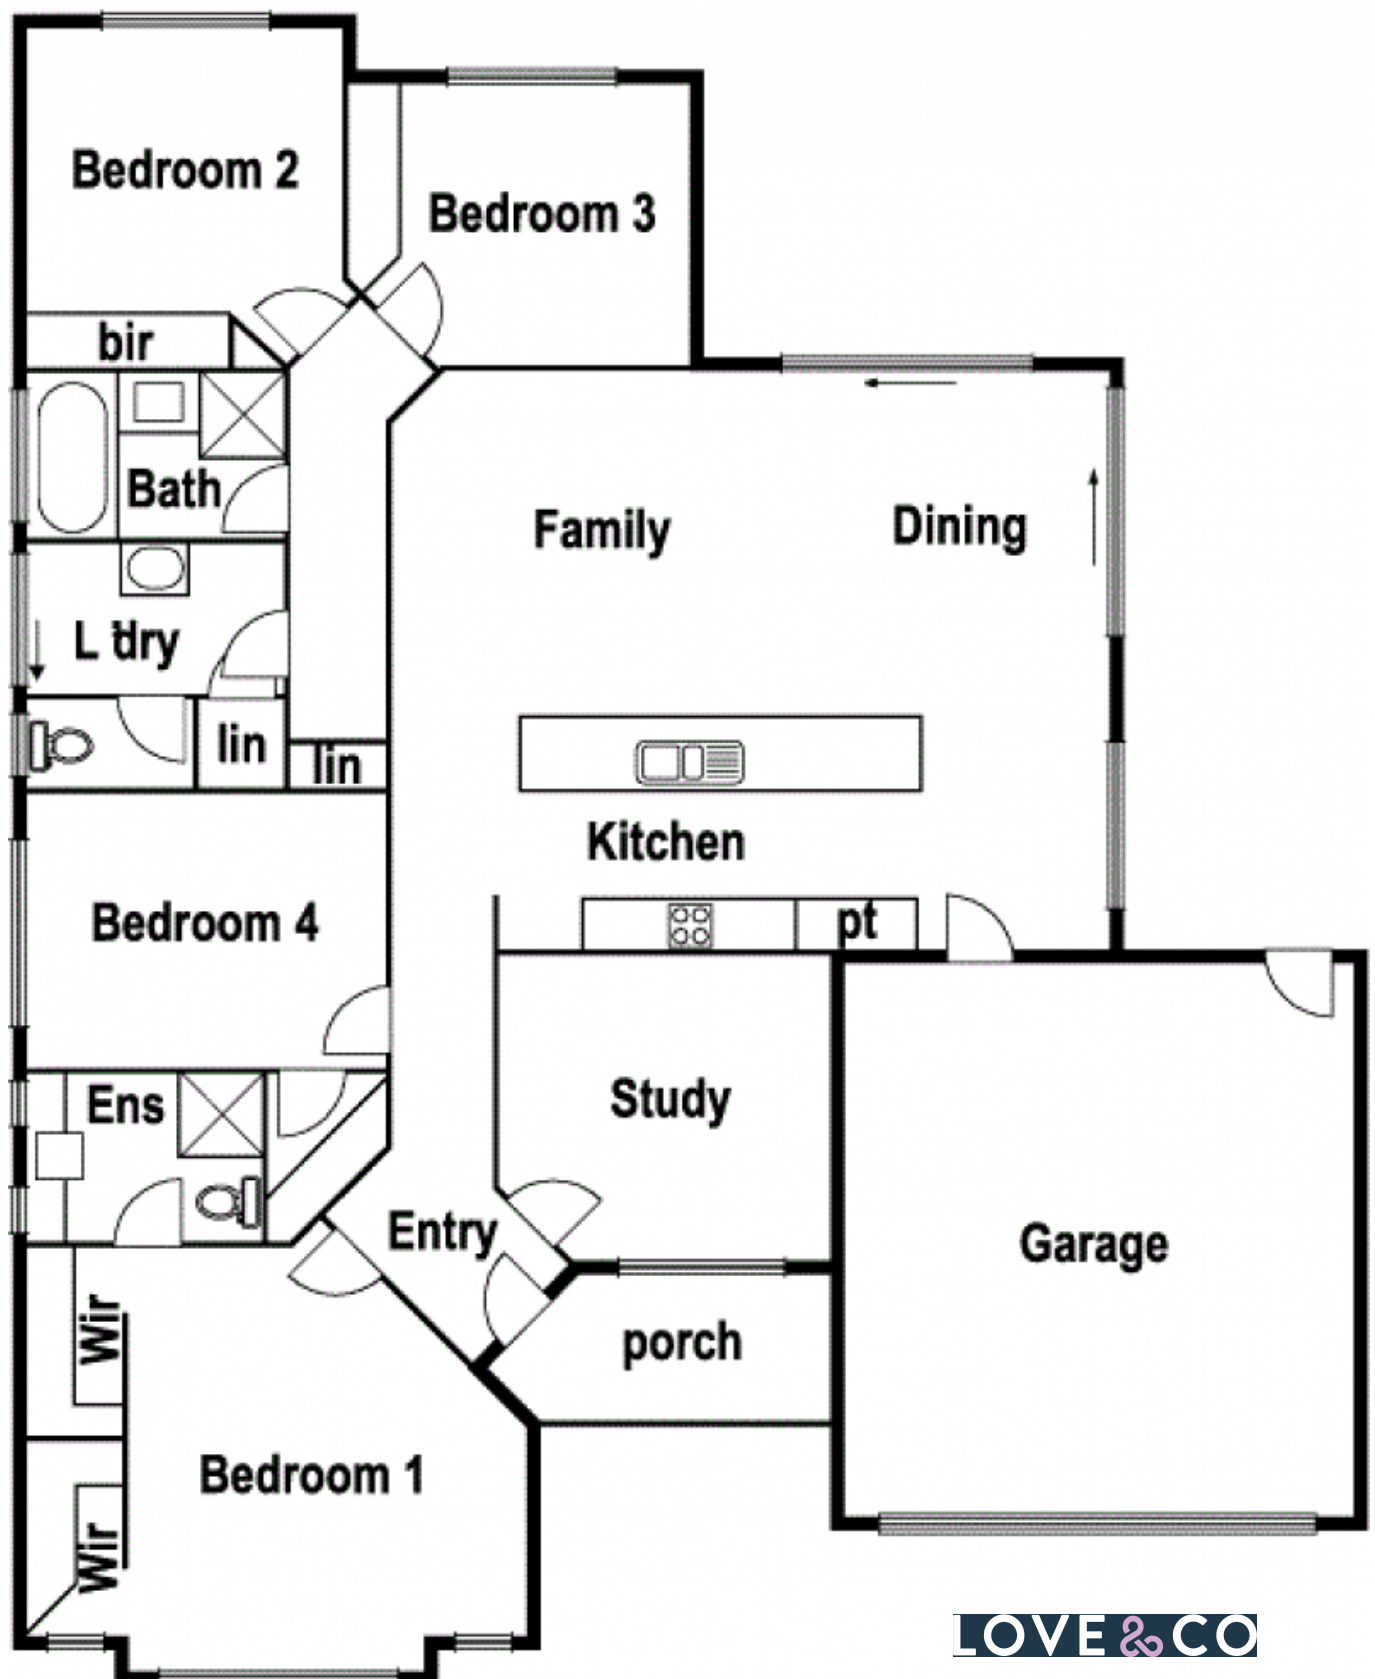 Bedroom 2
Bedroom 3
bir
Bath
Family
Dining
L'dry
lin
lin
Kitchen
pt
Bedroom 4
Ens
Study
Entry
Garage
Wir
porch
Bedroom 1
Wir
LOVE&CO